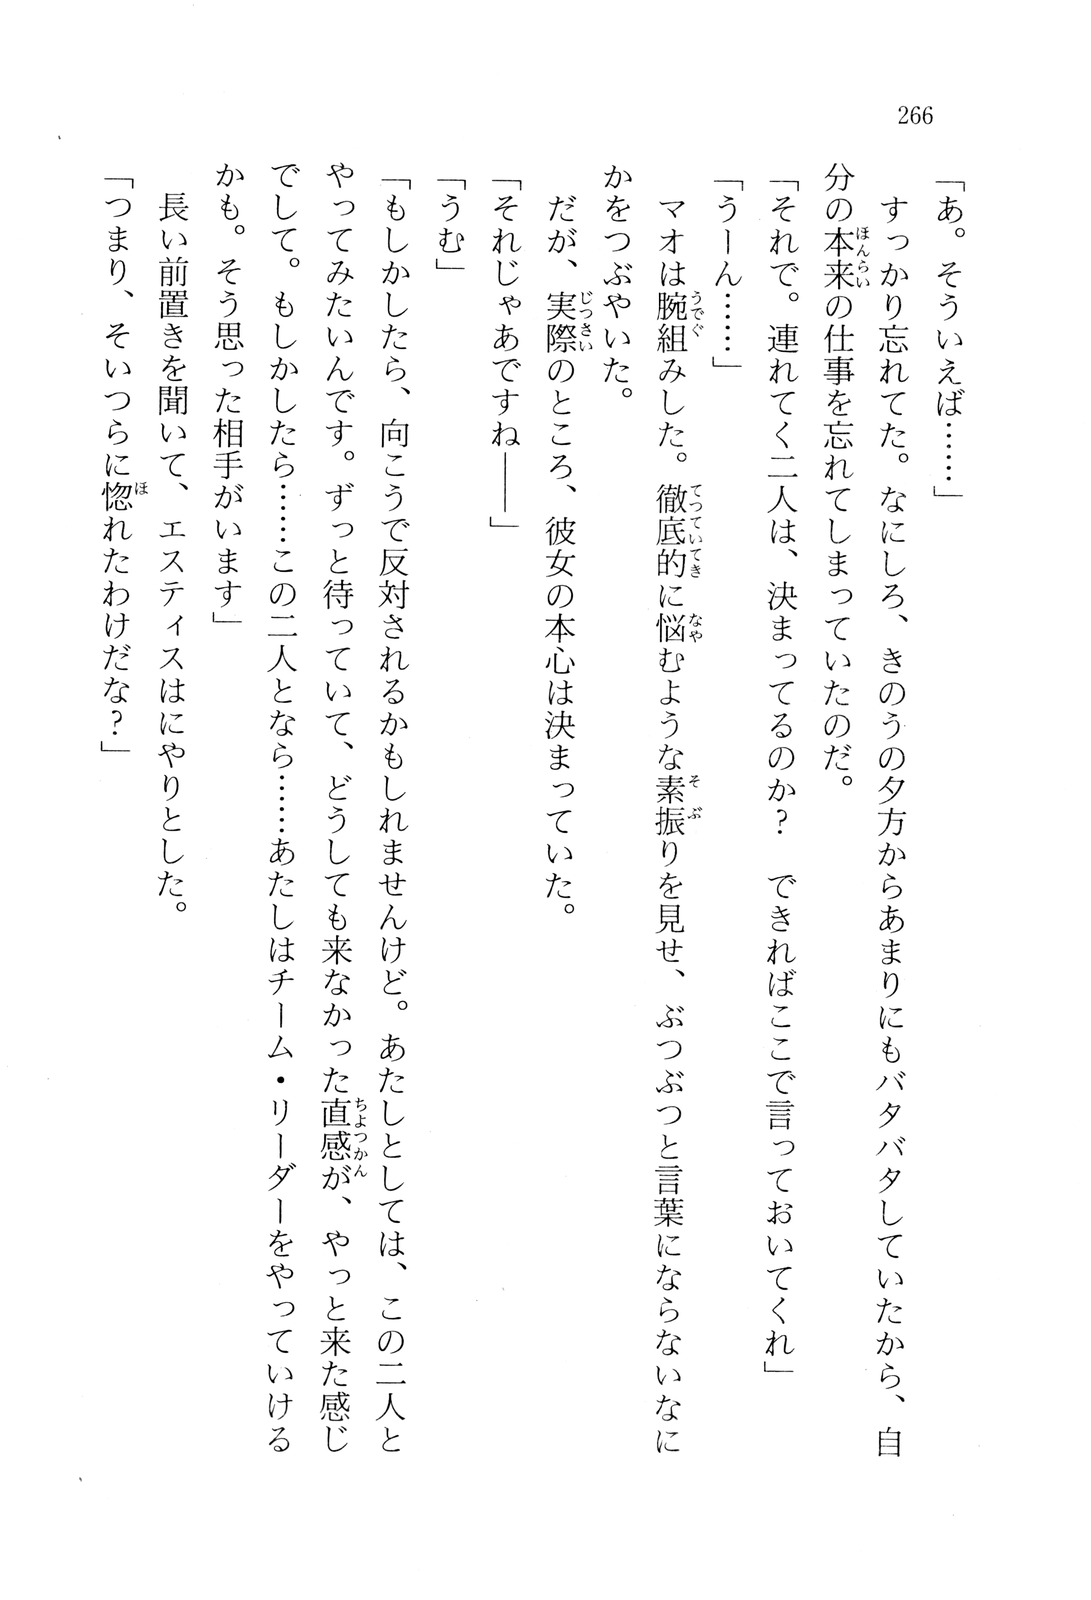 266
「あ。そういえば……」
すっかり忘れてた。なにしろ、きのうの夕方からあまりにもバタバタしていたから、自
分の本来の仕事を忘れてしまっていたのだ。
「それで。連れてく二人は、決まってるのか？　できればここで言っておいてくれ」
「うーん……」
マオは腕組みした。徹底的に悩むような素振りを見せ、ぶつぶつと言葉にならないなに
かをつぶやいた。
だが、実際のところ、彼女の本心は決まっていた。
「それじゃあですね――」
「うむ」
「もしかしたら、向こうで反対されるかもしれませんけど。あたしとしては、この二人と
やってみたいんです。ずっと待っていて、どうしても来なかった直感が、やっと来た感じ
でして。もしかしたら……この二人となら……あたしはチーム・リーダーをやっていける
かも。そう思った相手がいます」
長い前置きを聞いて、エスティスはにやりとした。
「つまり、そいつらに惚れたわけだな？」